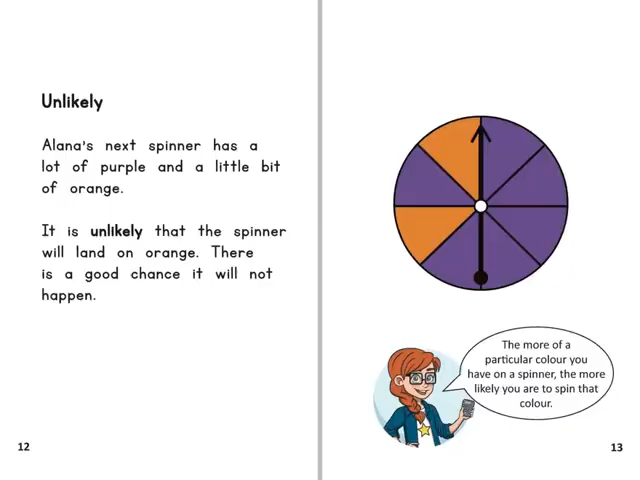 Unlikely
Alana's next spinner has a
lot of purple and a little bit
of orange.
It is unlikely that the spinner
will land on orange. There
is a good chance it will not
happen.
12
The more of a
particular colour you
have on a spinner, the more
likely you are to spin that
colour.
13